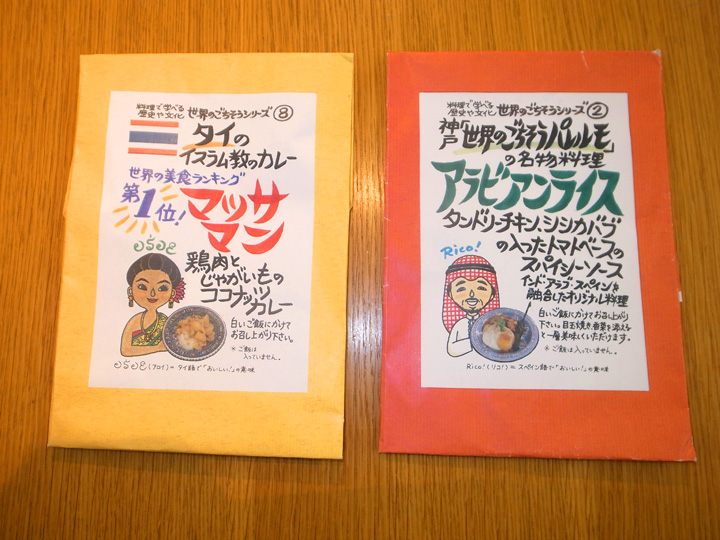 料理で学べる
歴史や文化
世界のごちそうシリーズ⑧
タイの
イスラム教のカレー
世界の美食ランキング
第1位!
マッサ
マン
อร่อย
鶏肉と
じゃがいもの
ココナッツ
カレー
白いご飯にかけて
お召し上がり下さい。
※ご飯は
入っていません。
อร่อย(アロイ)=タイ語で「おいしい!」の意味
料理で学べる
歴史や文化
世界のごちそうシリーズ②
神戸「世界のごちそうパレルモ」
の名物料理
アラビアンライス
タンドリーチキン、シシカバブ
の入ったトマトベースの
スパイシーソース
インド・アラブ・スペインを
融合したオリジナル料理
Rico!
白いご飯にかけてお召し上がり
下さい。目玉焼き、香菜を添えると
一層美味しくいただけます。
※ご飯は入っていません。
Rico!(リコ!)=スペイン語で「おいしい!」の意味